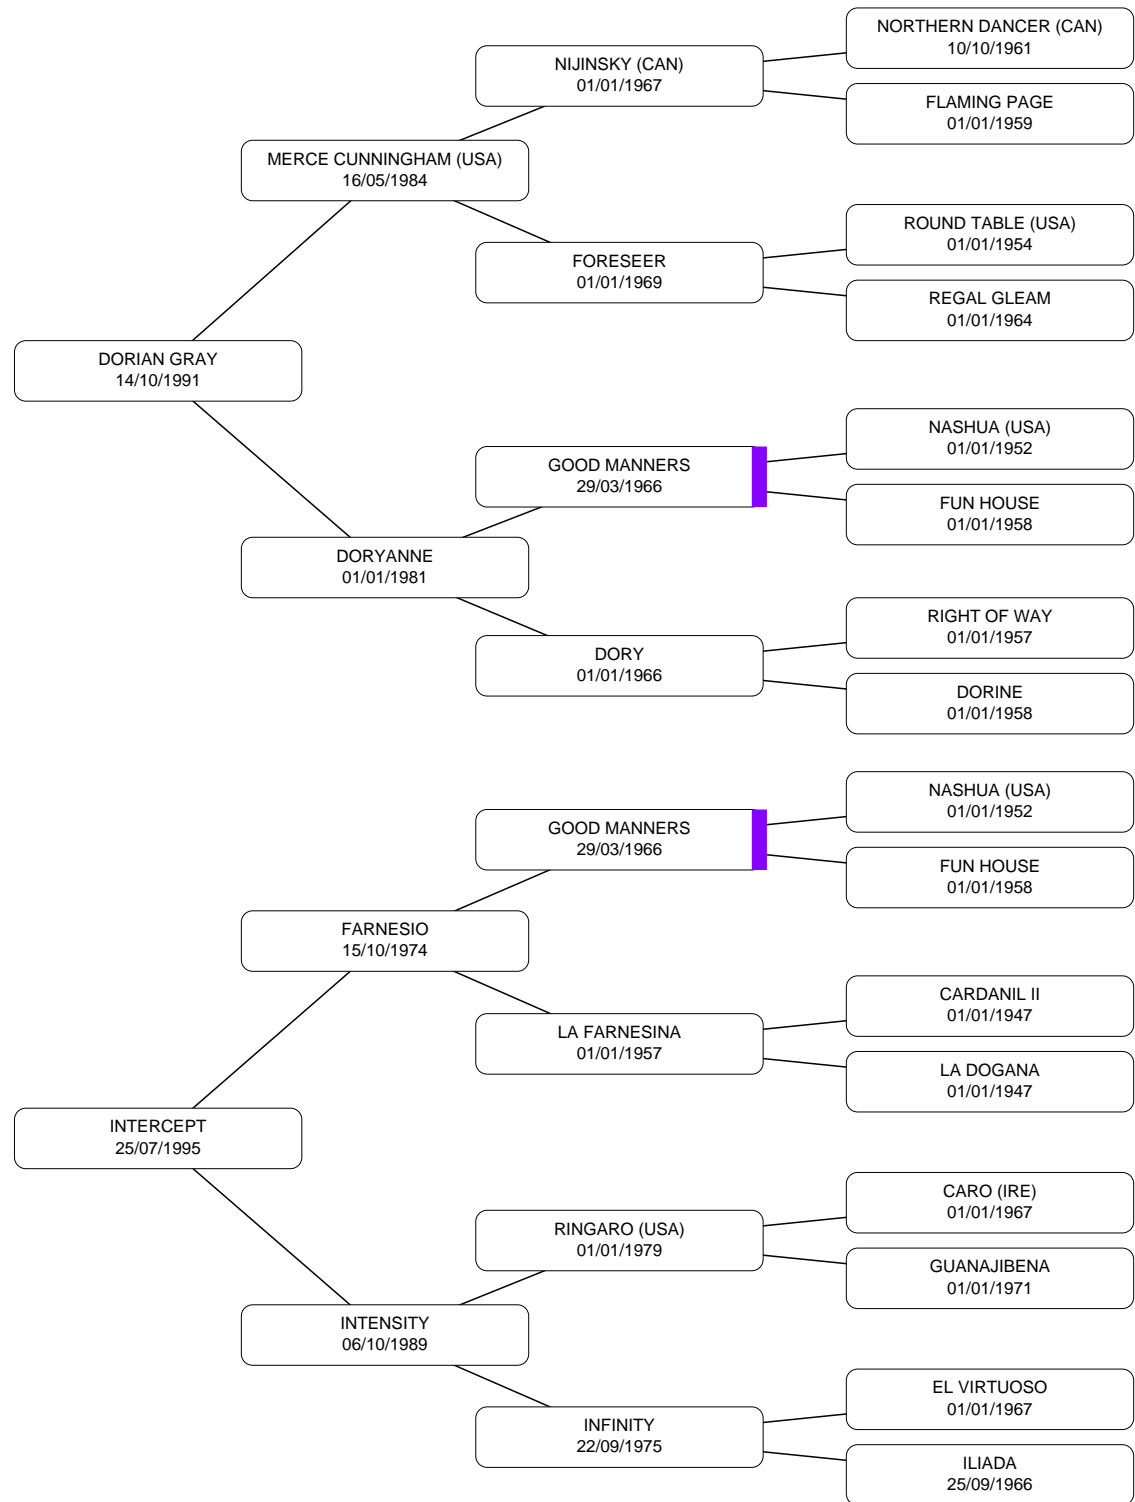 NORTHERN DANCER (CAN)
10/10/1961
NIJINSKY (CAN)
01/01/1967
FLAMING PAGE
01/01/1959
MERCE CUNNINGHAM (USA)
16/05/1984
ROUND TABLE (USA)
01/01/1954
FORESEER
01/01/1969
REGAL GLEAM
01/01/1964
DORIAN GRAY
14/10/1991
NASHUA (USA)
01/01/1952
GOOD MANNERS
29/03/1966
FUN HOUSE
01/01/1958
DORYANNE
01/01/1981
RIGHT OF WAY
01/01/1957
DORY
01/01/1966
DORINE
01/01/1958
NASHUA (USA)
01/01/1952
GOOD MANNERS
29/03/1966
FUN HOUSE
01/01/1958
FARNESIO
15/10/1974
CARDANIL II
01/01/1947
LA FARNESINA
01/01/1957
LA DOGANA
01/01/1947
INTERCEPT
25/07/1995
CARO (IRE)
01/01/1967
RINGARO (USA)
01/01/1979
GUANAJIBENA
01/01/1971
INTENSITY
06/10/1989
EL VIRTUOSO
01/01/1967
INFINITY
22/09/1975
ILIADA
25/09/1966